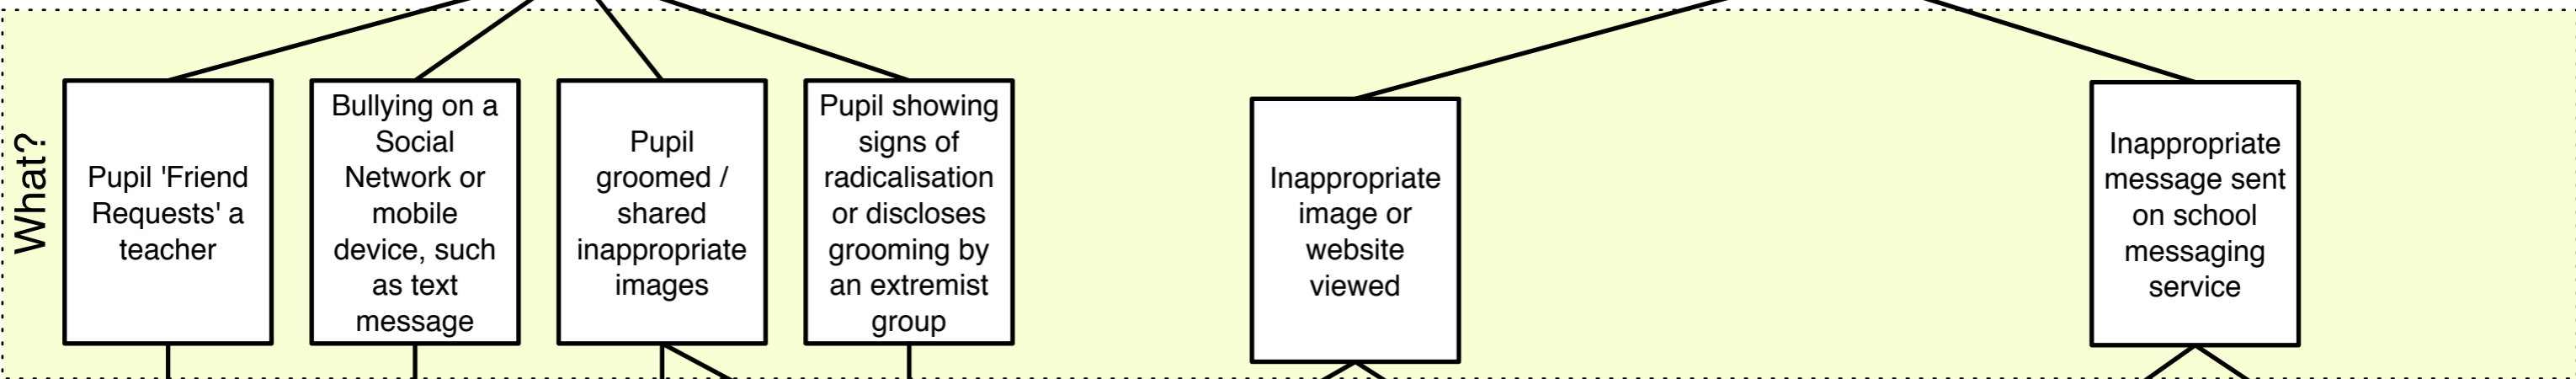 What?
Pupil 'Friend
Requests' a
teacher
Bullying on a
Social
Network or
mobile
device, such
as text
message
Pupil
groomed /
shared
inappropriate
images
Pupil showing
signs of
radicalisation
or discloses
grooming by
an extremist
group
Inappropriate
image or
website
viewed
Inappropriate
message sent
on school
messaging
service